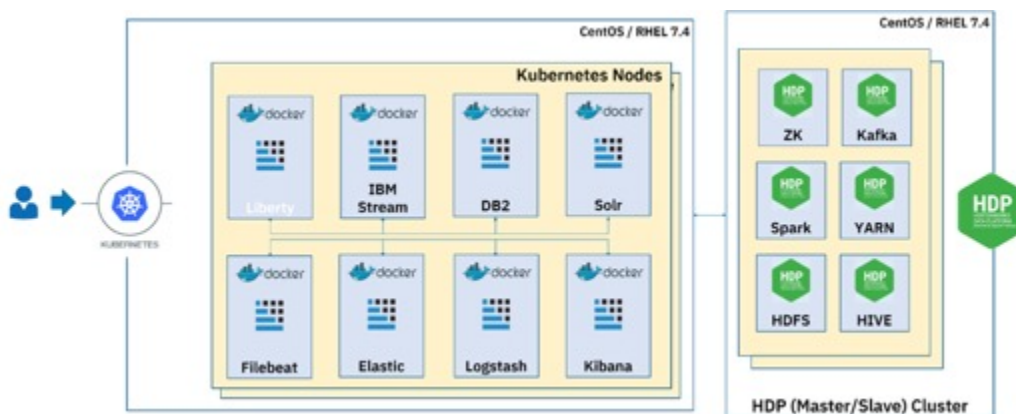 CentOS / RHEL 7.4
CentOS / RHEL 7.4
Kubernetes Nodes
docker
docker
docker
docker
HDP
HDP
Liberty
IBM
Stream
DB2
Solr
ZK
Kafka
KUBERNETES
HDP
HDP
Spark
YARN
HDP
docker
docker
docker
docker
HDP
HDP
Filebeat
Elastic
Logstash
Kibana
HDFS
HIVE
HDP (Master/Slave) Cluster